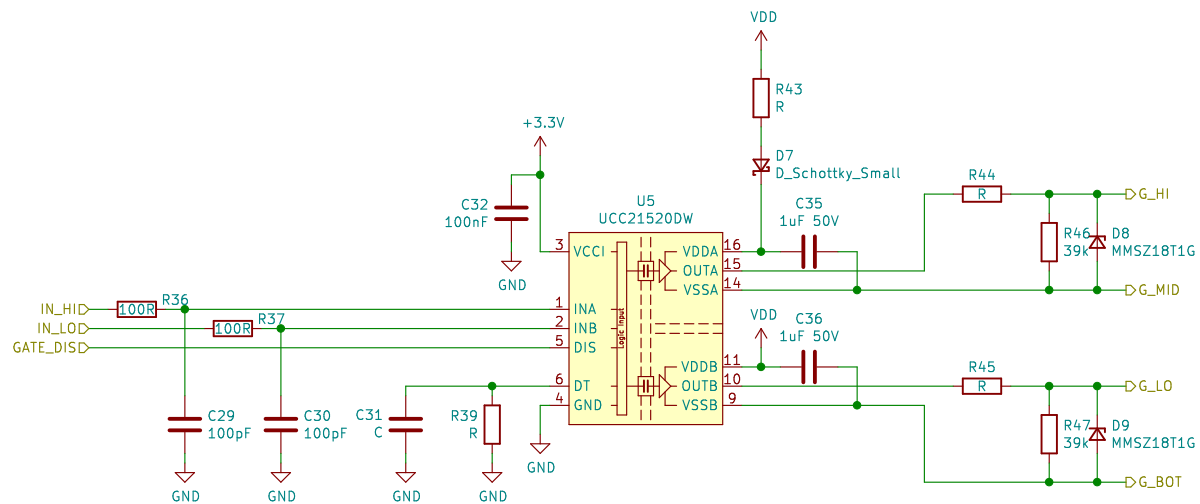 VDD
R43
R
+3.3V
D7
D_Schottky_Small
C32
100nF
U5
UCC21520DW
C35
1uF 50V
R44
R
G_HI
GND
3
VCCI
VDDA
16
OUTA
15
VSSA
14
R46
39k
D8
MMSZ18T1G
G_MID
IN_HI
100R
R36
1
INA
IN_LO
100R
R37
2
INB
GATE_DIS
5
DIS
Logic Input
VDD
C36
1uF 50V
VDDB
11
6
DT
OUTB
10
R45
R
G_LO
4
GND
VSSB
9
C29
100pF
C30
100pF
C31
C
R39
R
R47
39k
D9
MMSZ18T1G
GND
GND
GND
GND
GND
G_BOT